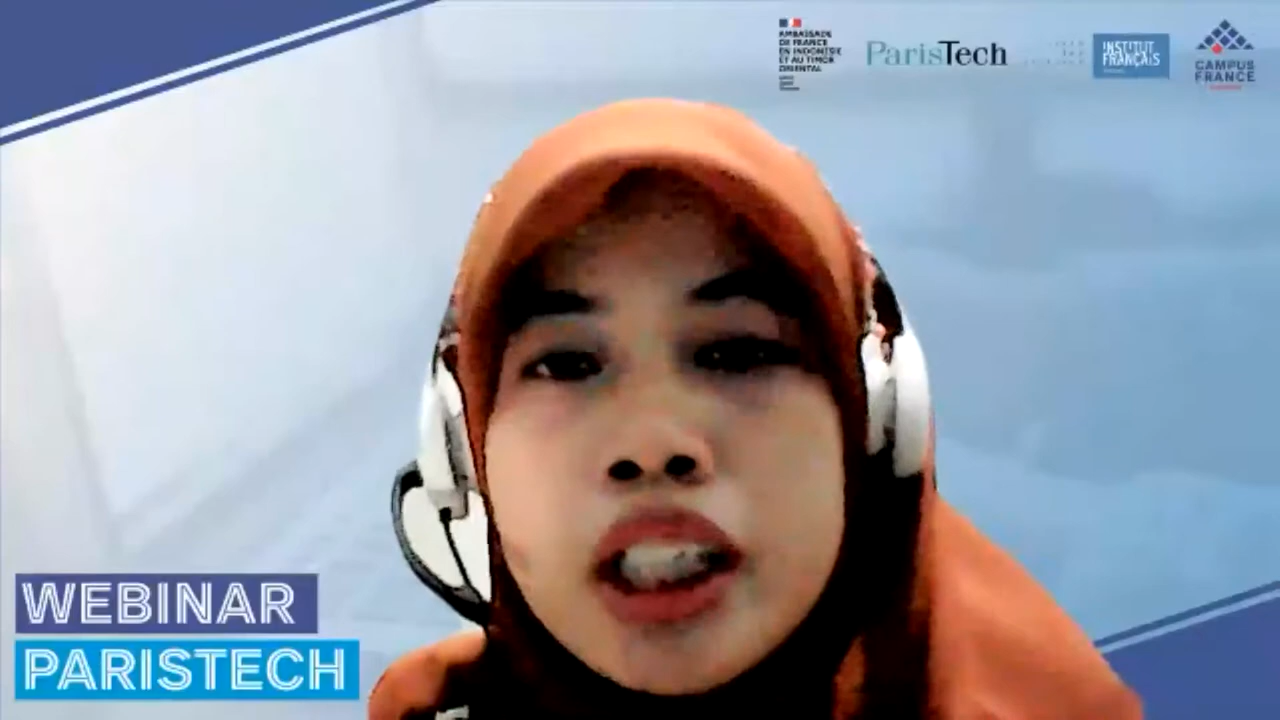 AMBASSADE
DE FRANCE
EN INDONÉSIE
ET AU TIMOR
ORIENTAL
ParisTech
INSTITUT
FRANÇAIS
CAMPUS
FRANCE
WEBINAR
PARISTECH